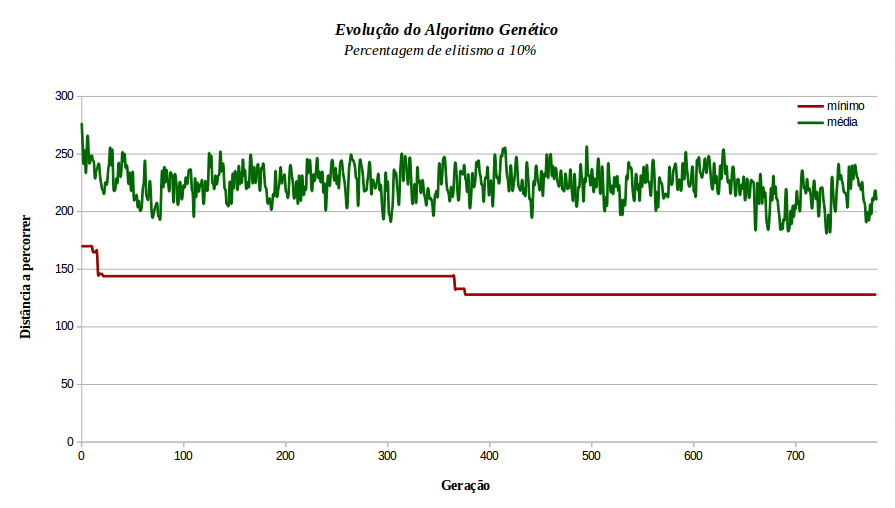 Evolução do Algoritmo Genético
Percentagem de elitismo a 10%
mínimo
média
Distância a percorrer
300
250
200
150
100
50
0
0 100 200 300 400 500 600 700
Geração